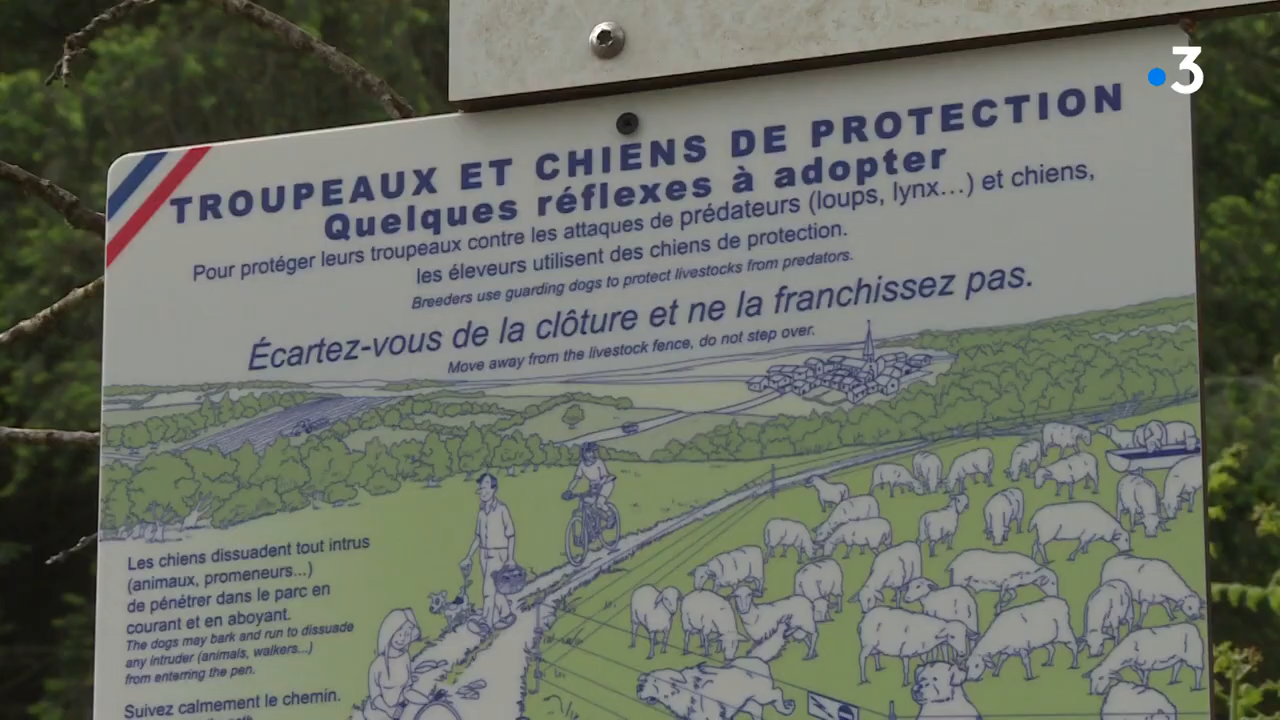 3
TROUPEAUX ET CHIENS DE PROTECTION
Quelques réflexes à adopter
Pour protéger leurs troupeaux contre les attaques de prédateurs (loups, lynx...) et chiens,
les éleveurs utilisent des chiens de protection.
Breeders use guarding dogs to protect livestocks from predators.
Écartez-vous de la clôture et ne la franchissez pas.
Move away from the livestock fence, do not step over.
Les chiens dissuadent tout intrus
(animaux, promeneurs...)
de pénétrer dans le parc en
courant et en aboyant.
The dogs may bark and run to dissuade
any intruder (animals, walkers...)
from enterring the pen.
Suivez calmement le chemin.